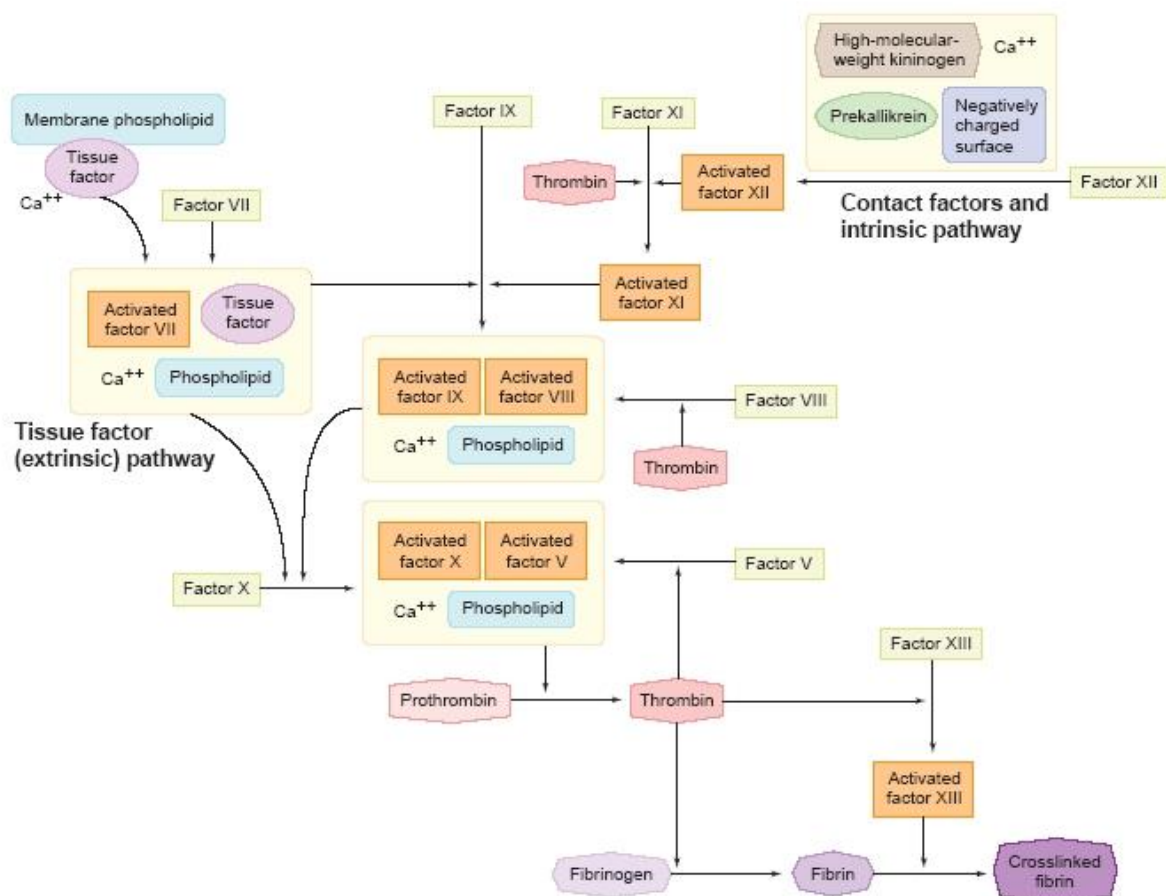 High-molecular-
weight kininogen
Ca++
Prekallikrein
Negatively
charged
surface
Membrane phospholipid
Tissue
factor
Ca++
Factor VII
Factor IX
Factor XI
Thrombin
Activated
factor XII
Factor XII
Contact factors and
intrinsic pathway
Activated
factor XI
Activated
factor VII
Tissue
factor
Ca++
Phospholipid
Tissue factor
(extrinsic) pathway
Activated
factor IX
Activated
factor VIII
Ca++
Phospholipid
Factor VIII
Thrombin
Factor X
Activated
factor X
Activated
factor V
Ca++
Phospholipid
Factor V
Factor XIII
Prothrombin
Thrombin
Activated
factor XIII
Fibrinogen
Fibrin
Crosslinked
fibrin